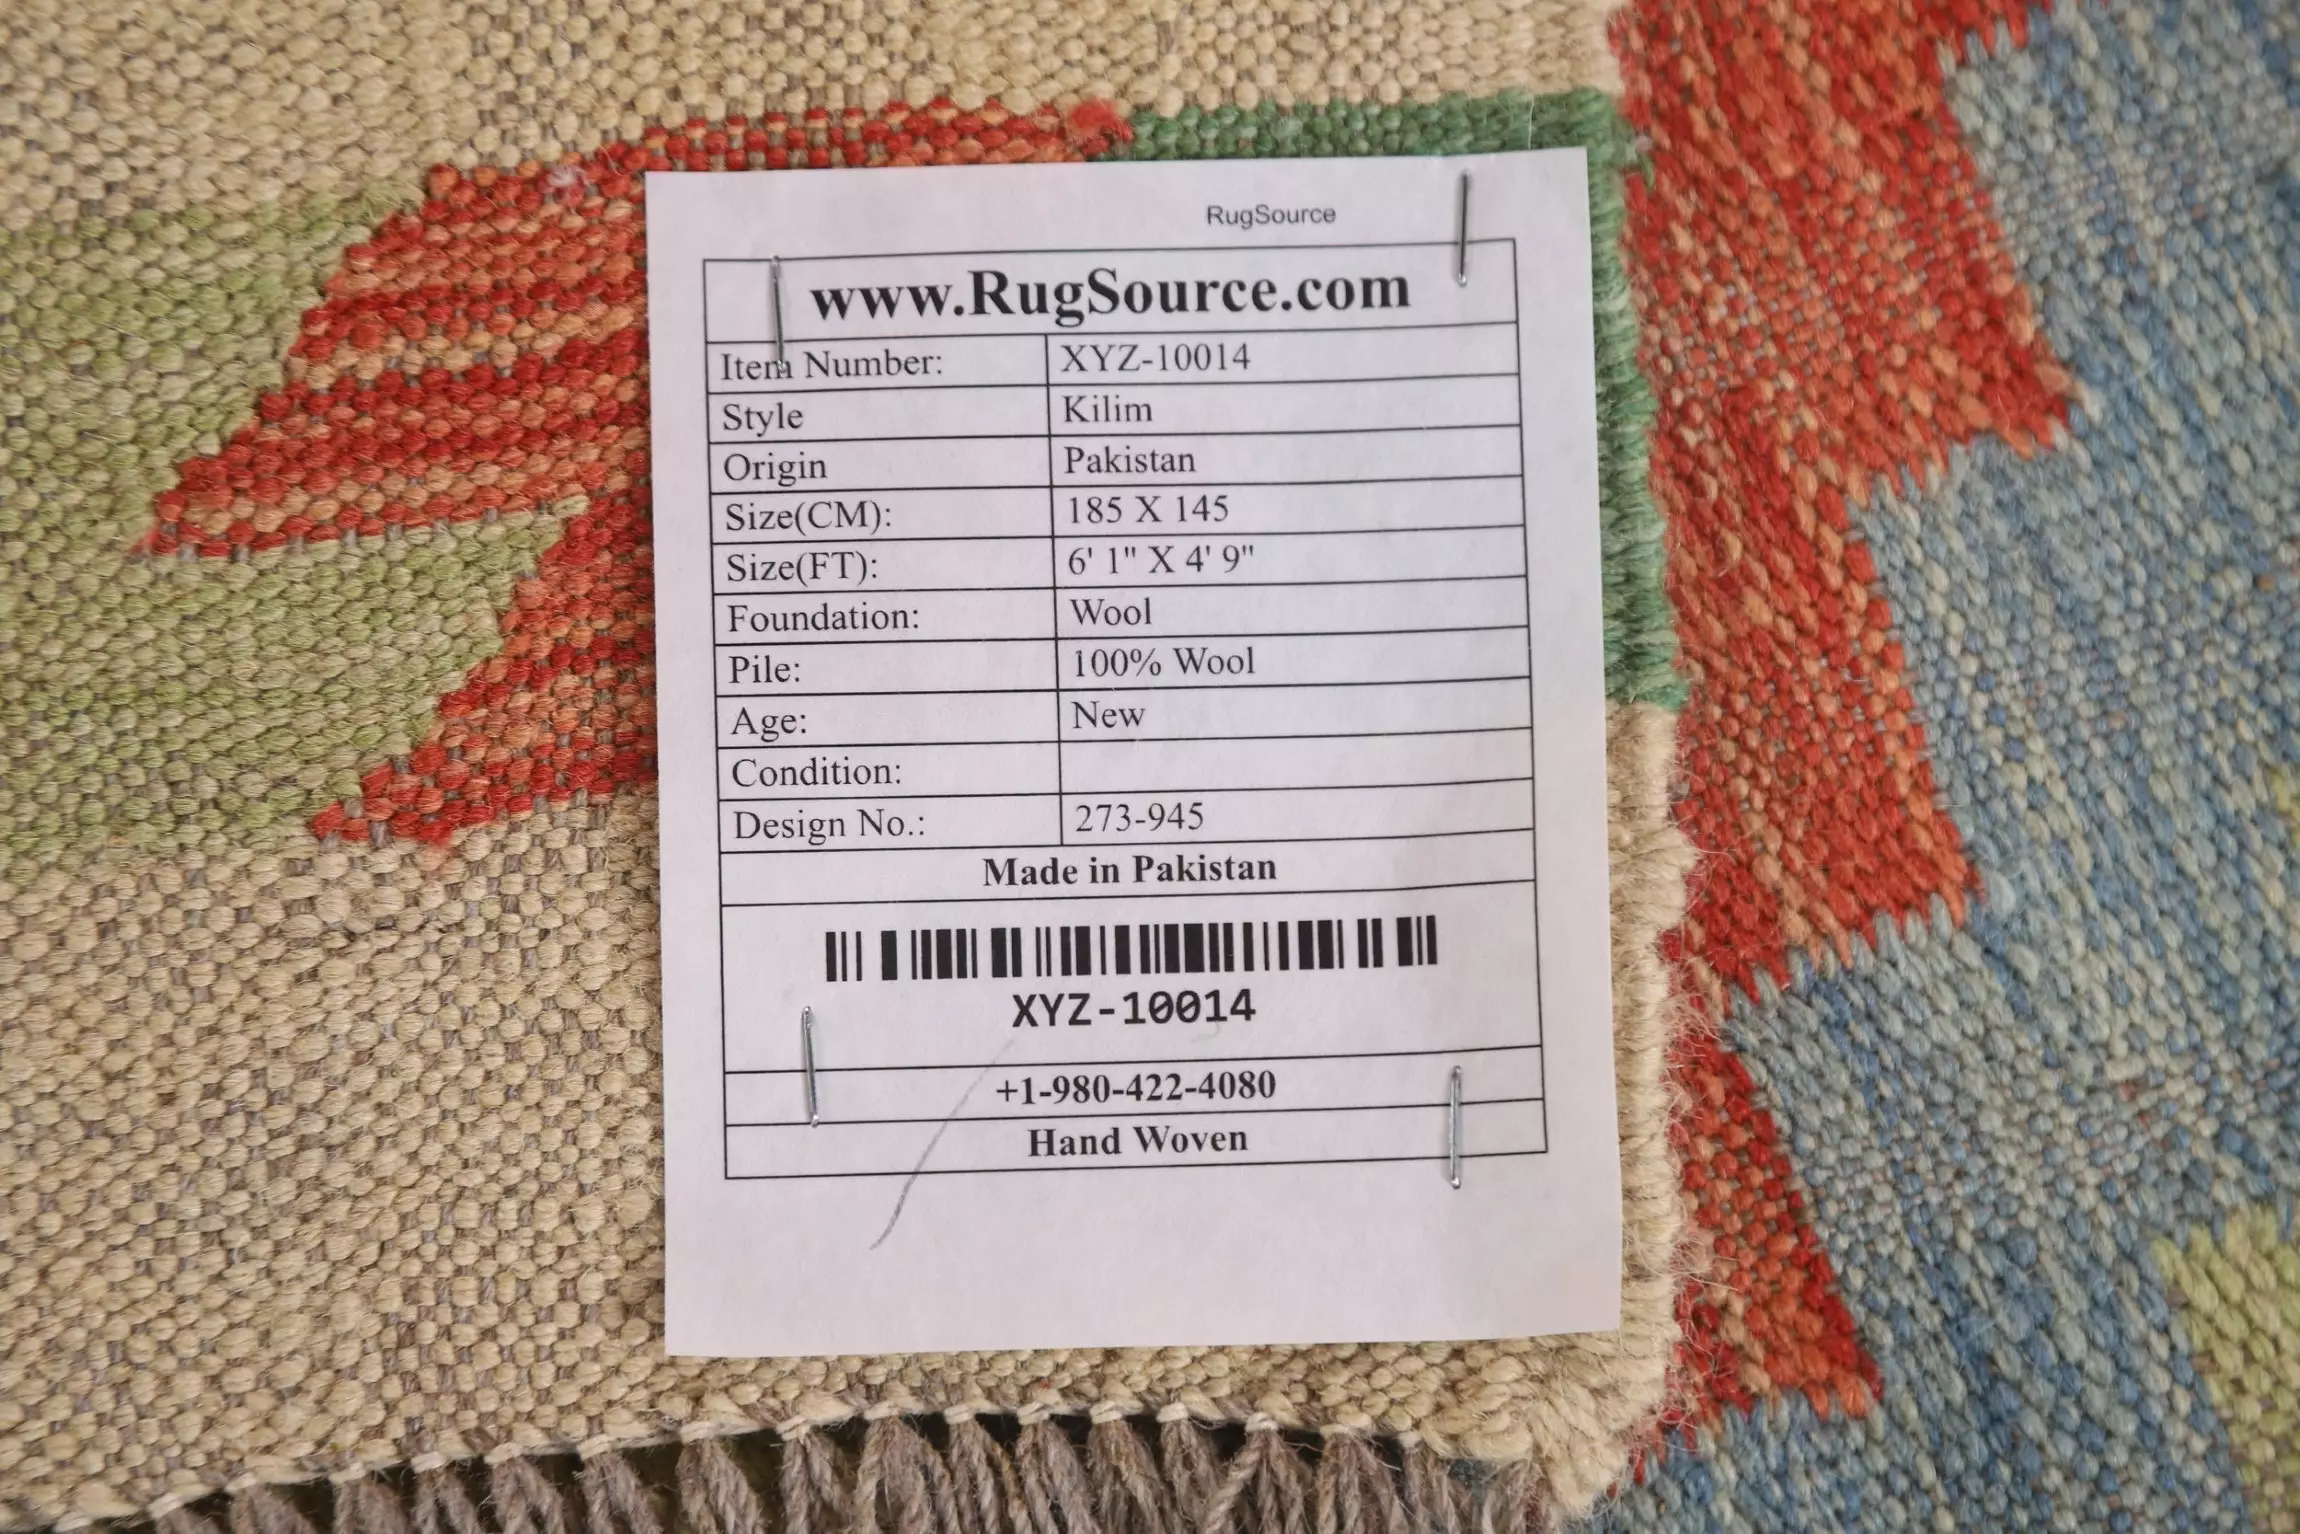 RugSource
www.RugSource.com
Item Number: XYZ-10014
Style Kilim
Origin Pakistan
Size(CM): 185 X 145
Size(FT): 6' 1" X 4' 9"
Foundation: Wool
Pile: 100% Wool
Age: New
Condition:
Design No.: 273-945
Made in Pakistan
XYZ-10014
+1-980-422-4080
Hand Woven